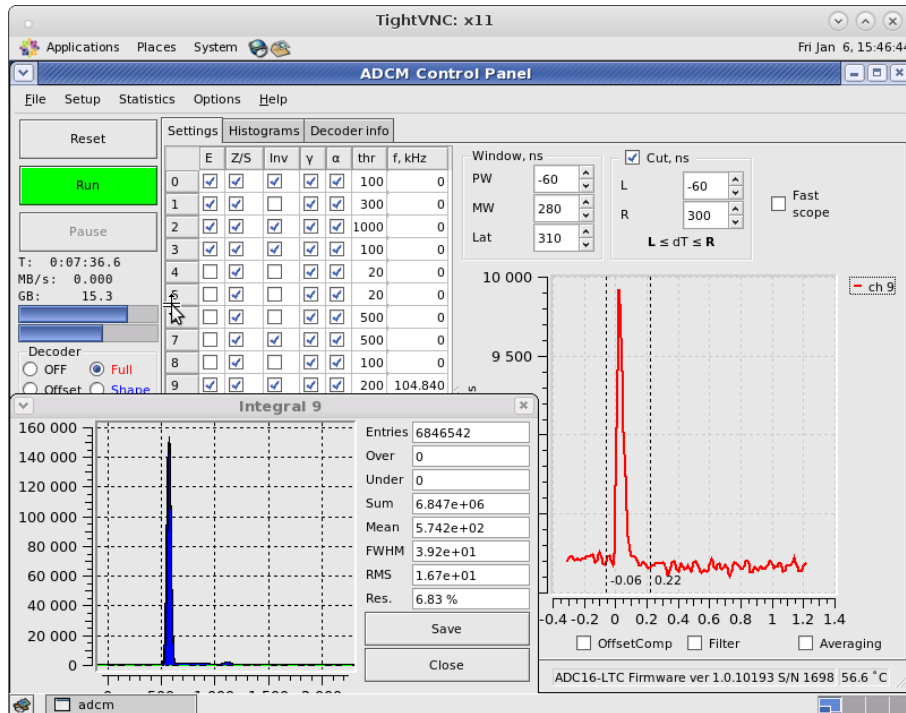 TightVNC: x11
Applications Places System Fri Jan 6, 15:46:44
ADCM Control Panel
File Setup Statistics Options Help
Reset
Run
Pause
T: 0:07:36.6
MB/s: 0.000
GB: 15.3
Decoder
OFF Full
Offset Shape
Settings Histograms Decoder info
E Z/S Inv γ α thr f, kHz
0 100 0
1 300 0
2 1000 0
3 100 0
4 20 0
5 20 0
500 0
7 500 0
8 100 0
9 200 104.840
Window, ns
PW -60
MW 280
Lat 310
Cut, ns
L -60
R 300
L ≤ dT ≤ R
Fast
scope
10 000
9 500
ch 9
-0.06 0.22
-0.4 -0.2 0 0.2 0.4 0.6 0.8 1 1.2 1.4
OffsetComp Filter Averaging
ADC16-LTC Firmware ver 1.0.10193 S/N 1698 56.6 °C
Integral 9
160 000
140 000
120 000
100 000
80 000
60 000
40 000
20 000
0
0 500 1 000 1 500 2 000
Entries 6846542
Over 0
Under 0
Sum 6.847e+06
Mean 5.742e+02
FWHM 3.92e+01
RMS 1.67e+01
Res. 6.83 %
Save
Close
adcm